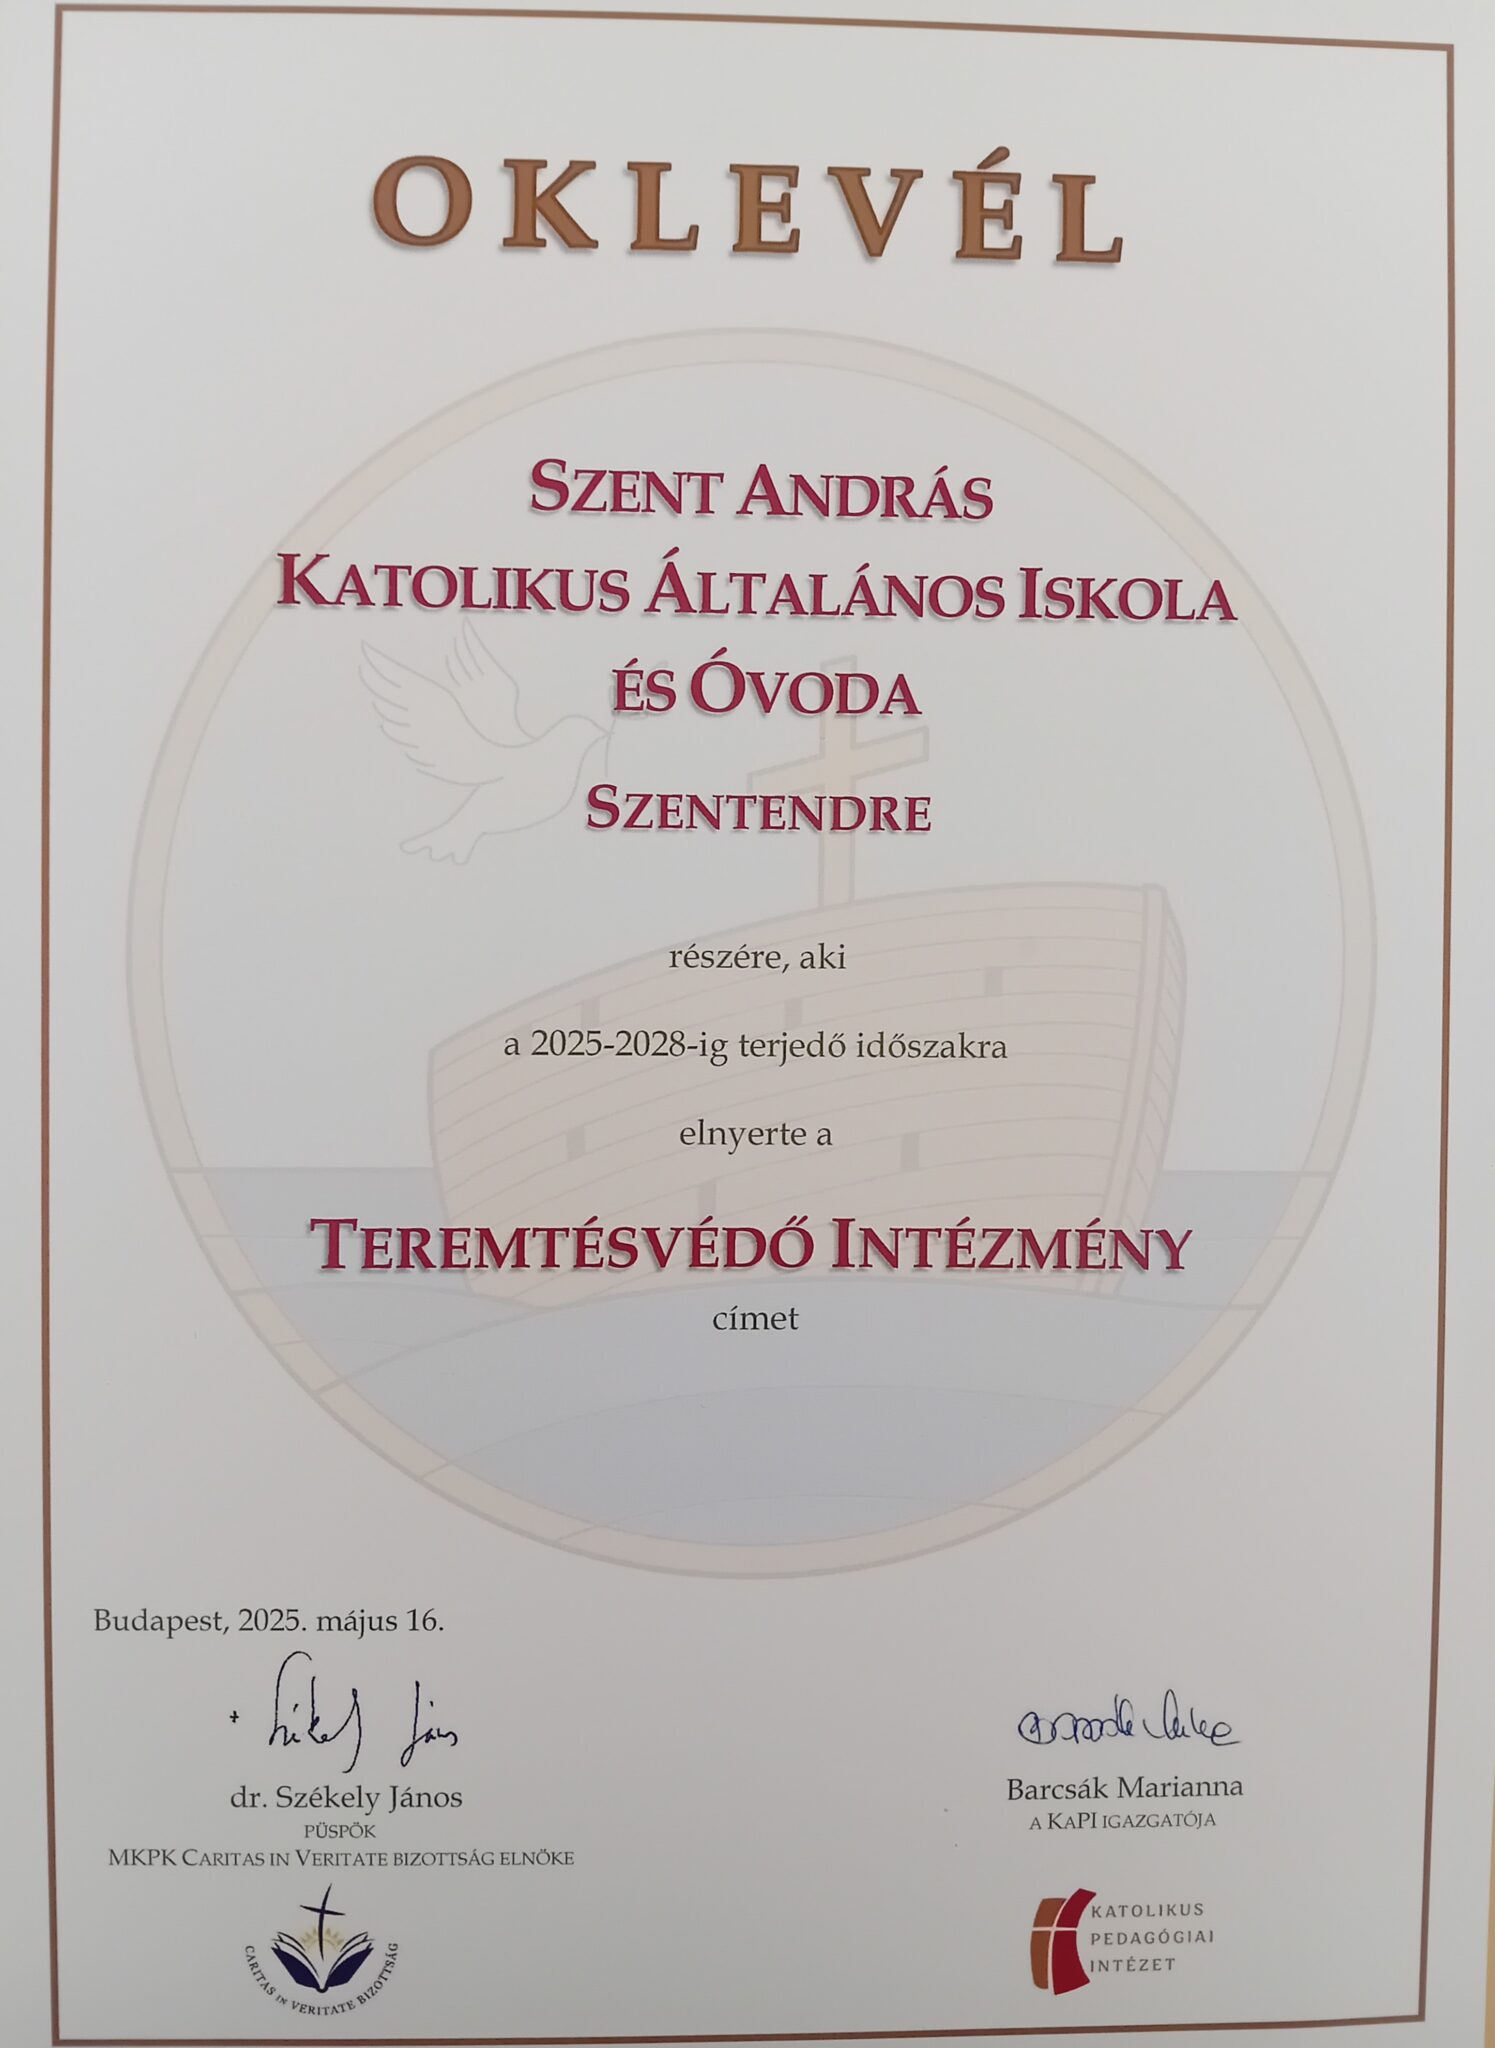 OKLEVÉL
SZENT ANDRÁS
KATOLIKUS ÁLTALÁNOS ISKOLA
ÉS ÓVODA
SZENTENDRE
részére, aki
a 2025-2028-ig terjedő időszakra
elnyerte a
TEREMTÉSVÉDŐ INTÉZMÉNY
címet
Budapest, 2025. május 16.
+ Székely János
dr. Székely János
PÜSPÖK
MKPK CARITAS IN VERITATE BIZOTTSÁG ELNÖKE
CARITAS IN VERITATE BIZOTTSÁG
Barcsák Marianna
A KAPI IGAZGATÓJA
KATOLIKUS
PEDAGÓGIAI
INTÉZET